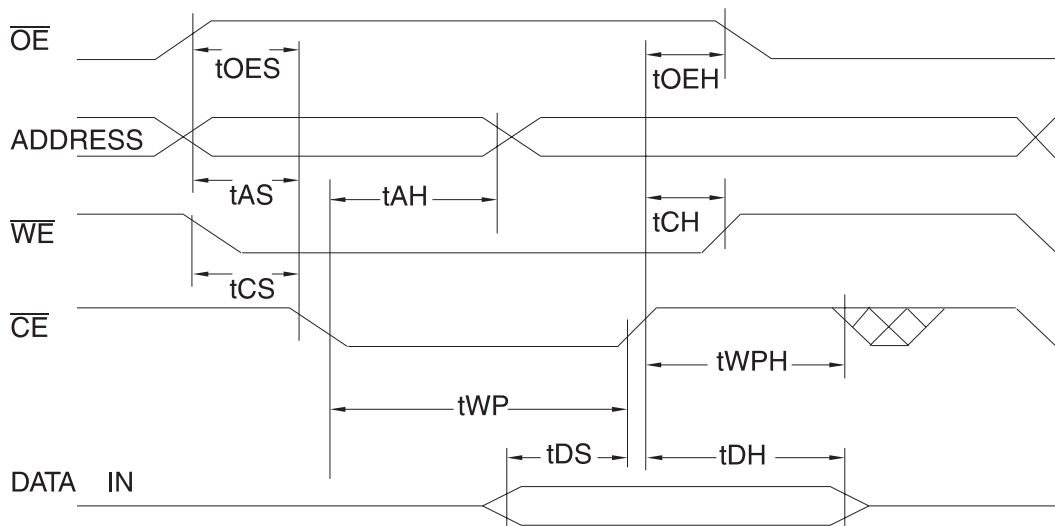 OE
tOES
tOEH
ADDRESS
tAS
tAH
tCH
WE
tCS
CE
tWPH
tWP
tDS
tDH
DATA IN